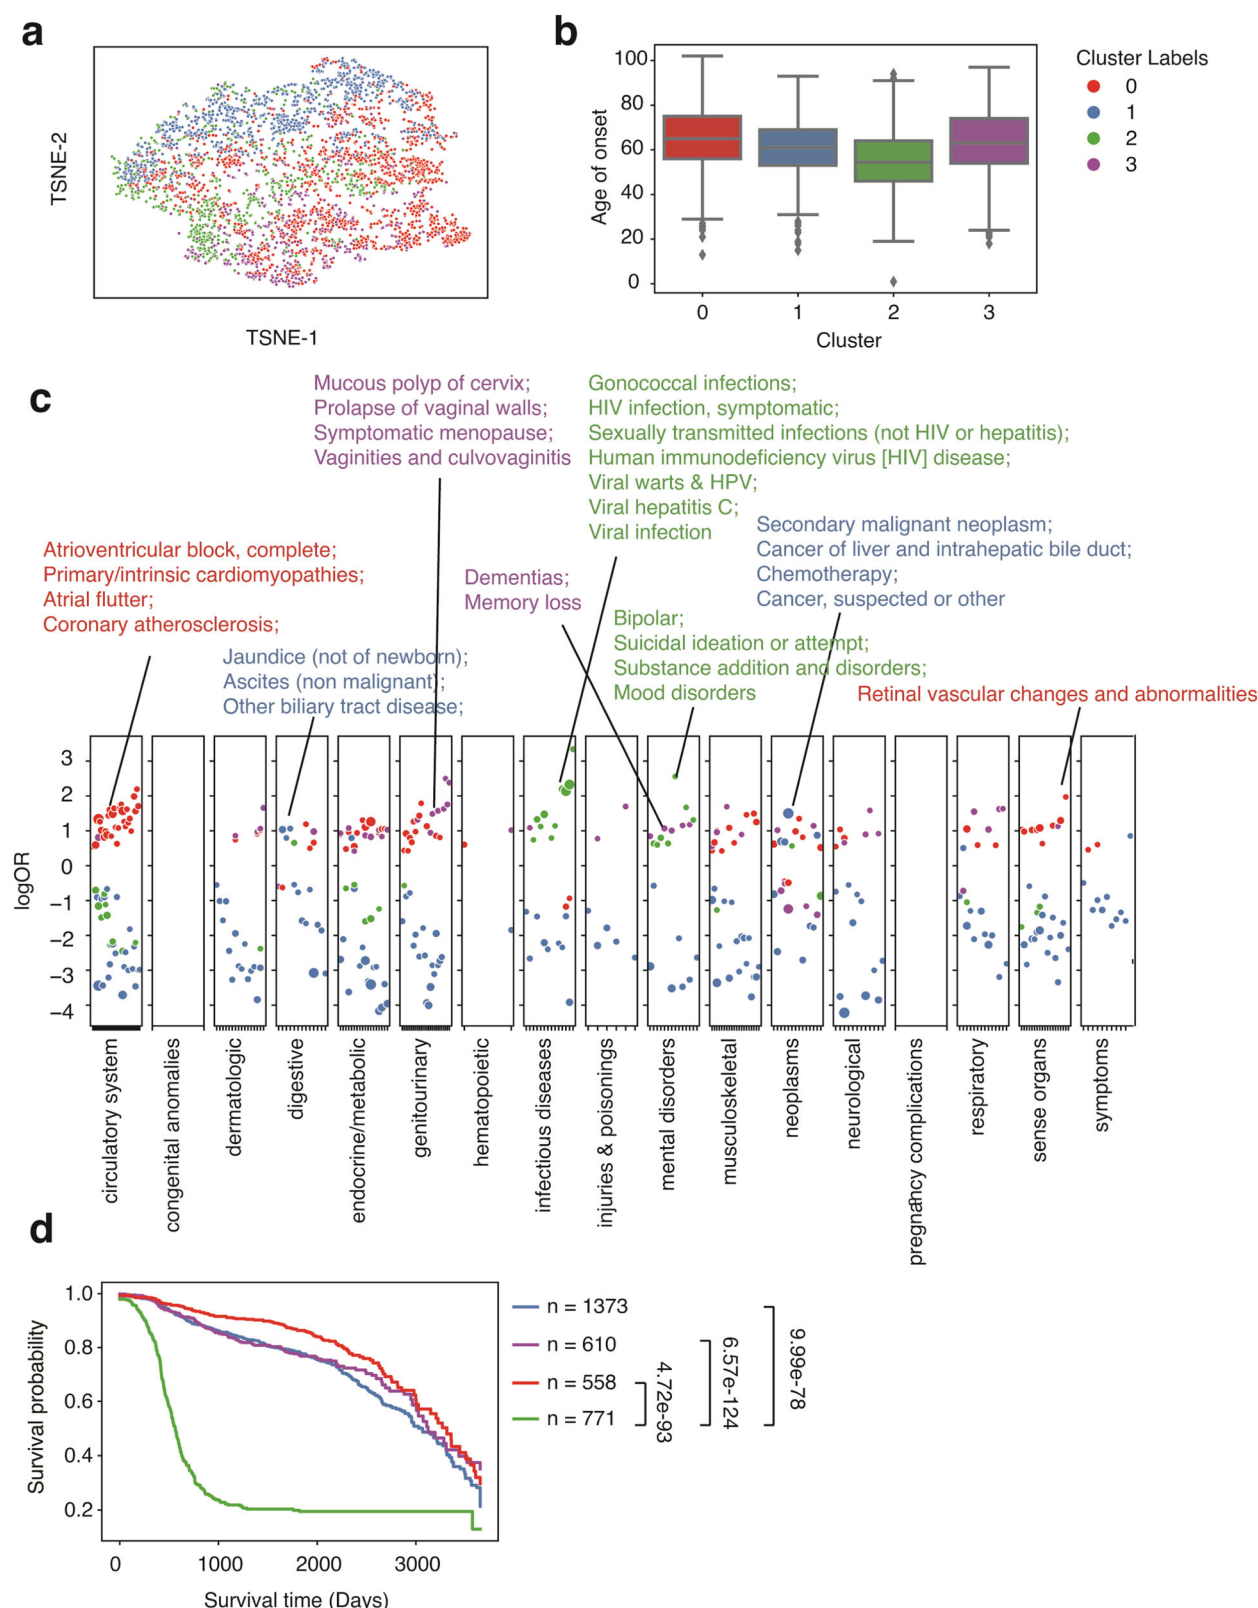 a
TSNE-2
TSNE-1
b
Age of onset
100
80
60
40
20
0
0
1
2
3
Cluster
Cluster Labels
0
1
2
3
c
Mucous polyp of cervix;
Prolapse of vaginal walls;
Symptomatic menopause;
Vaginities and culvovaginitis
Gonococcal infections;
HIV infection, symptomatic;
Sexually transmitted infections (not HIV or hepatitis);
Human immunodeficiency virus [HIV] disease;
Viral warts & HPV;
Viral hepatitis C;
Viral infection
Secondary malignant neoplasm;
Cancer of liver and intrahepatic bile duct;
Chemotherapy;
Cancer, suspected or other
Atrioventricular block, complete;
Primary/intrinsic cardiomyopathies;
Atrial flutter;
Coronary atherosclerosis;
Dementias;
Memory loss
Bipolar;
Suicidal ideation or attempt;
Substance addition and disorders;
Mood disorders
Jaundice (not of newborn);
Ascites (non malignant);
Other biliary tract disease;
Retinal vascular changes and abnormalities
logOR
3
2
1
0
−1
−2
−3
−4
circulatory system
congenital anomalies
dermatologic
digestive
endocrine/metabolic
genitourinary
hematopoietic
infectious diseases
injuries & poisonings
mental disorders
musculoskeletal
neoplasms
neurological
pregnancy complications
respiratory
sense organs
symptoms
d
Survival probability
1.0
0.8
0.6
0.4
0.2
0
1000
2000
3000
Survival time (Days)
n = 1373
n = 610
n = 558
n = 771
4.72e-93
6.57e-124
9.99e-78